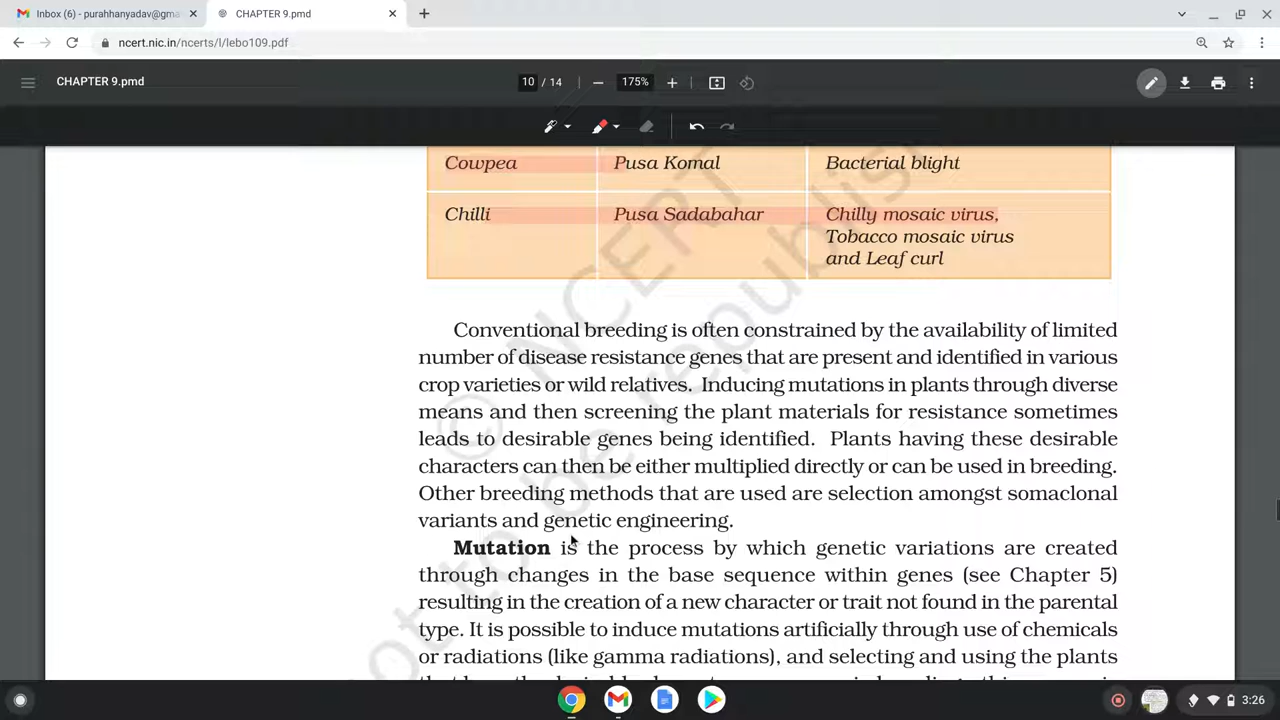 Inbox (6) - purahhanyadav@gma
CHAPTER 9.pmd
ncert.nic.in/ncerts/l/lebo109.pdf
CHAPTER 9.pmd
10 / 14
175%
Cowpea Pusa Komal Bacterial blight
Chilli Pusa Sadabahar Chilly mosaic virus,
Tobacco mosaic virus
and Leaf curl
© NCERT
not to be republis
Conventional breeding is often constrained by the availability of limited
number of disease resistance genes that are present and identified in various
crop varieties or wild relatives. Inducing mutations in plants through diverse
means and then screening the plant materials for resistance sometimes
leads to desirable genes being identified. Plants having these desirable
characters can then be either multiplied directly or can be used in breeding.
Other breeding methods that are used are selection amongst somaclonal
variants and genetic engineering.
Mutation is the process by which genetic variations are created
through changes in the base sequence within genes (see Chapter 5)
resulting in the creation of a new character or trait not found in the parental
type. It is possible to induce mutations artificially through use of chemicals
or radiations (like gamma radiations), and selecting and using the plants
3:26